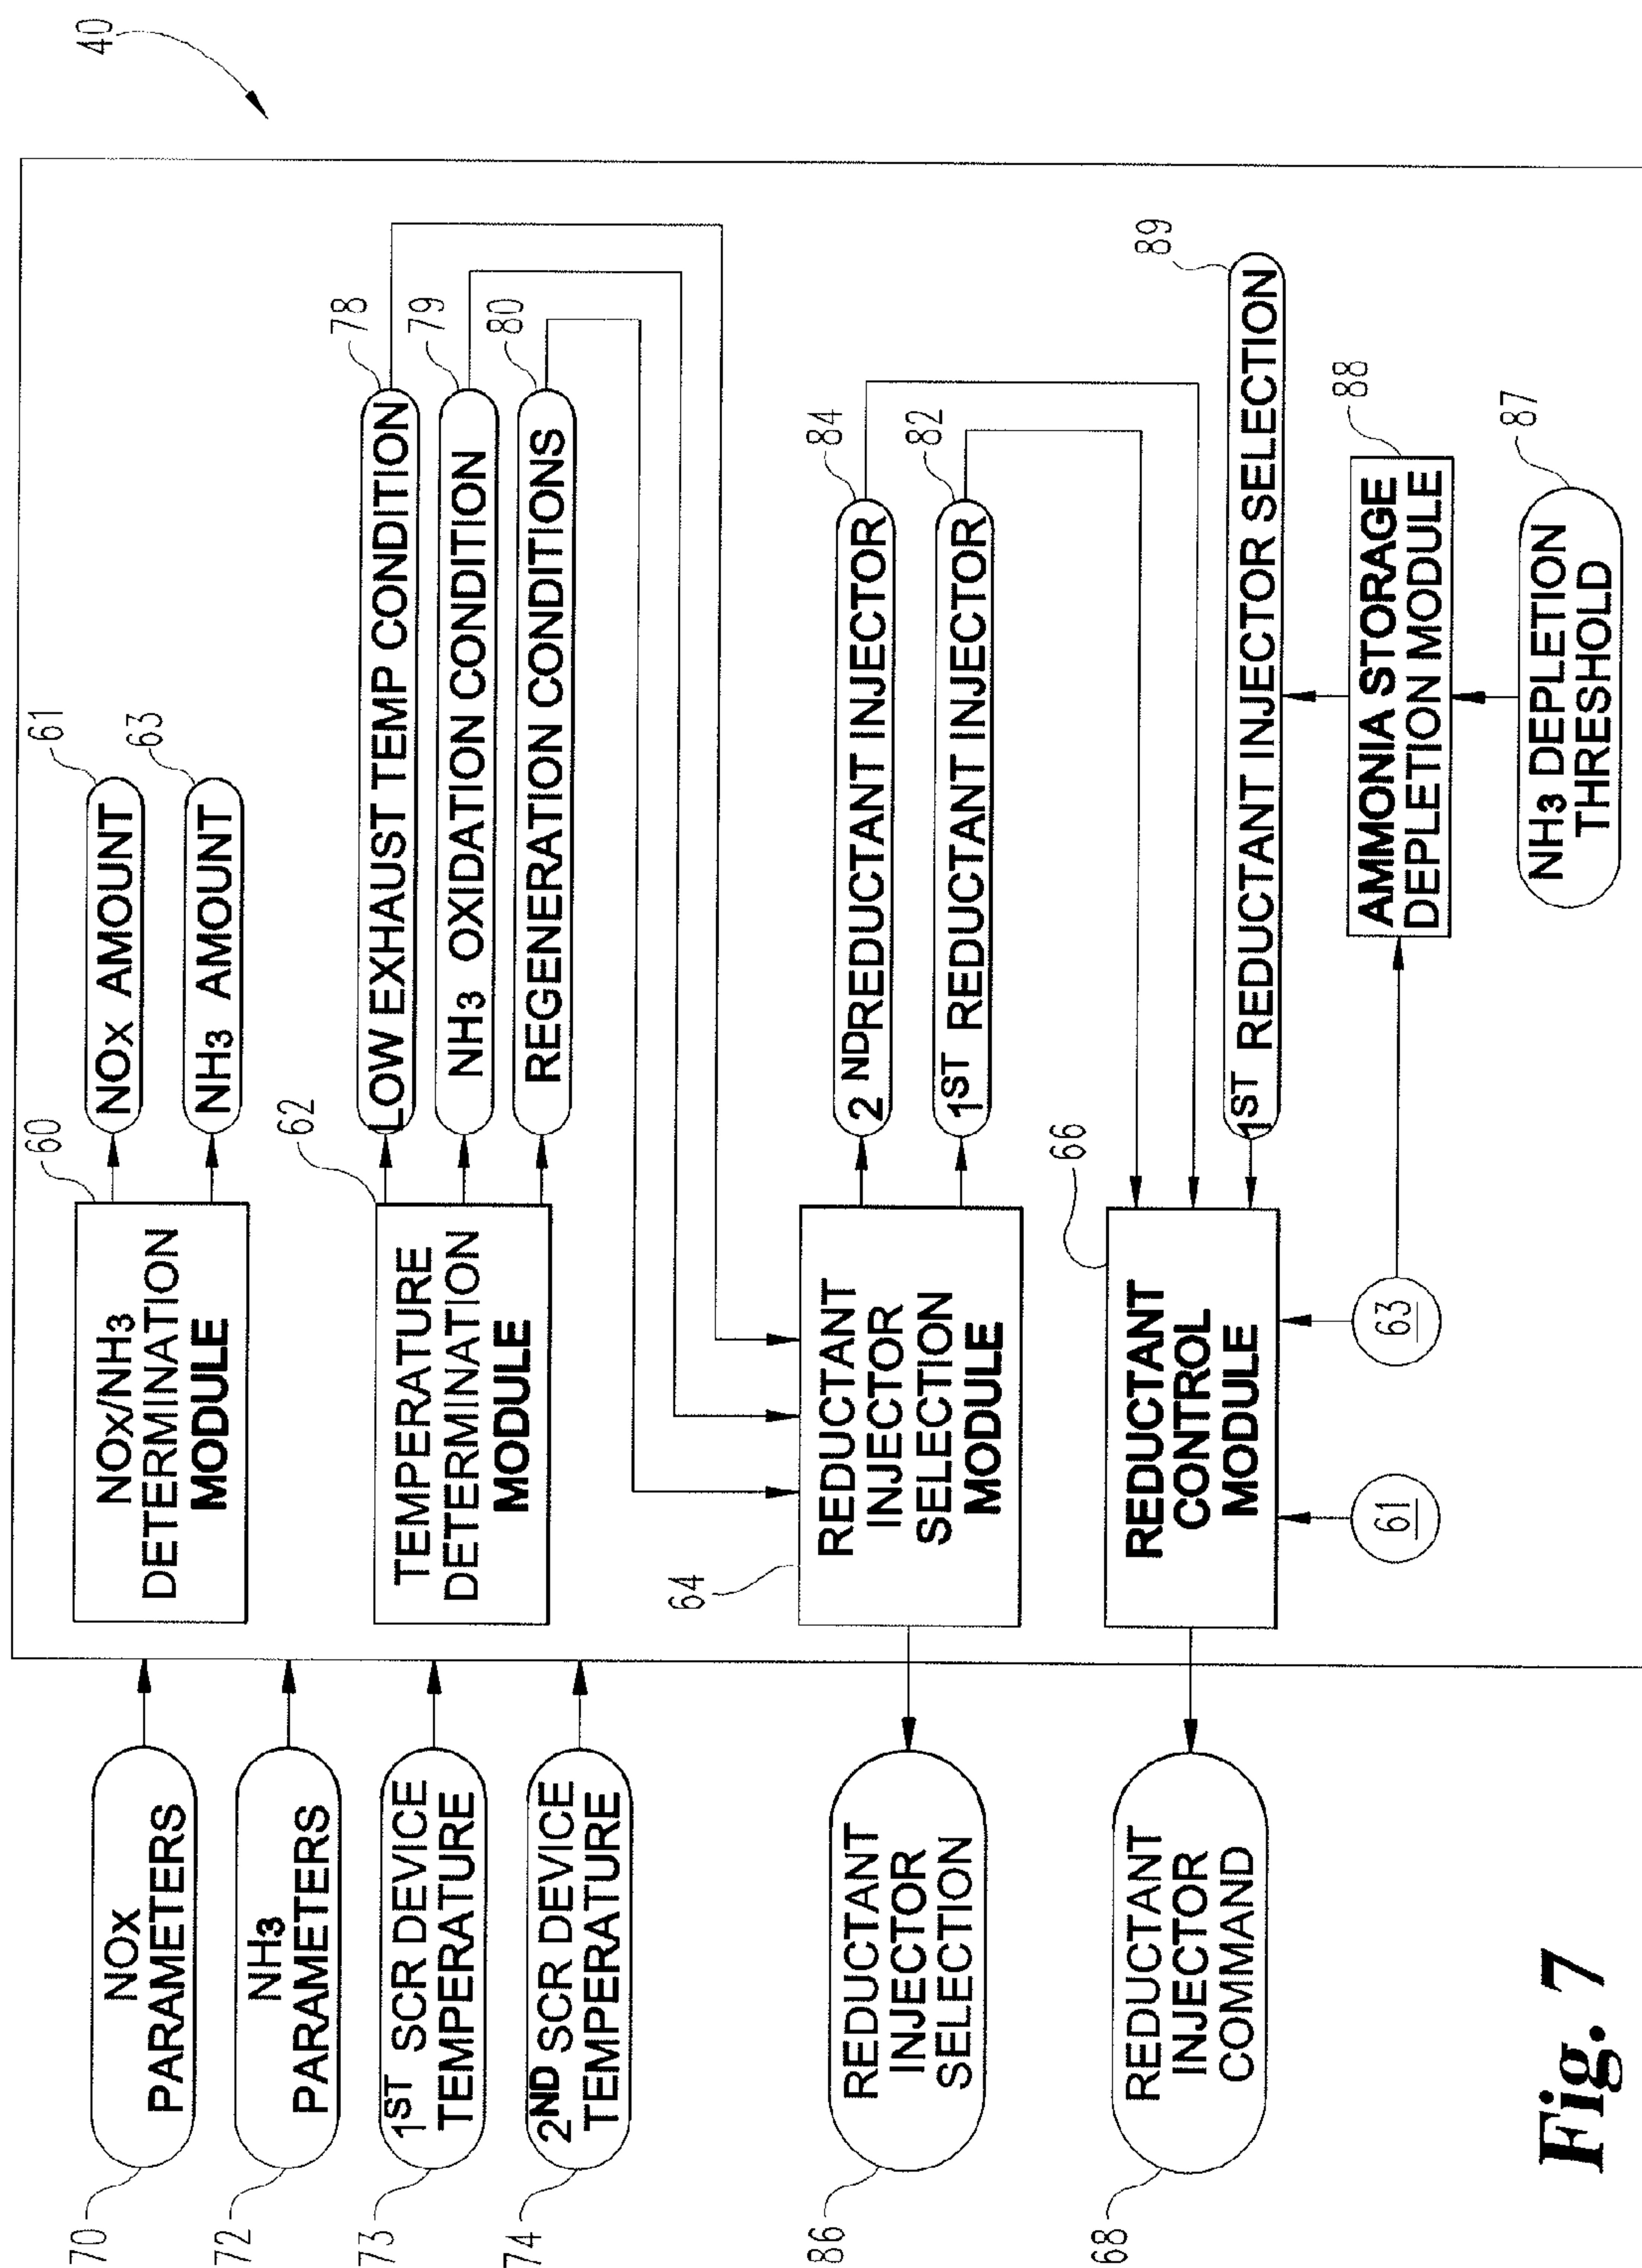 40
70
NOx
PARAMETERS
72
NH3
PARAMETERS
73
1ST SCR DEVICE
TEMPERATURE
74
2ND SCR DEVICE
TEMPERATURE
60
NOx/NH3
DETERMINATION
MODULE
NOx AMOUNT
61
NH3 AMOUNT
63
62
TEMPERATURE
DETERMINATION
MODULE
LOW EXHAUST TEMP CONDITION
78
NH3 OXIDATION CONDITION
79
REGENERATION CONDITIONS
80
64
REDUCTANT
INJECTOR
SELECTION
MODULE
2 ND REDUCTANT INJECTOR
84
1ST REDUCTANT INJECTOR
82
86
REDUCTANT
INJECTOR
SELECTION
66
REDUCTANT
CONTROL
MODULE
1ST REDUCTANT INJECTOR SELECTION
89
68
REDUCTANT
INJECTOR
COMMAND
61
63
AMMONIA STORAGE
DEPLETION MODULE
88
NH3 DEPLETION
THRESHOLD
87
Fig. 7